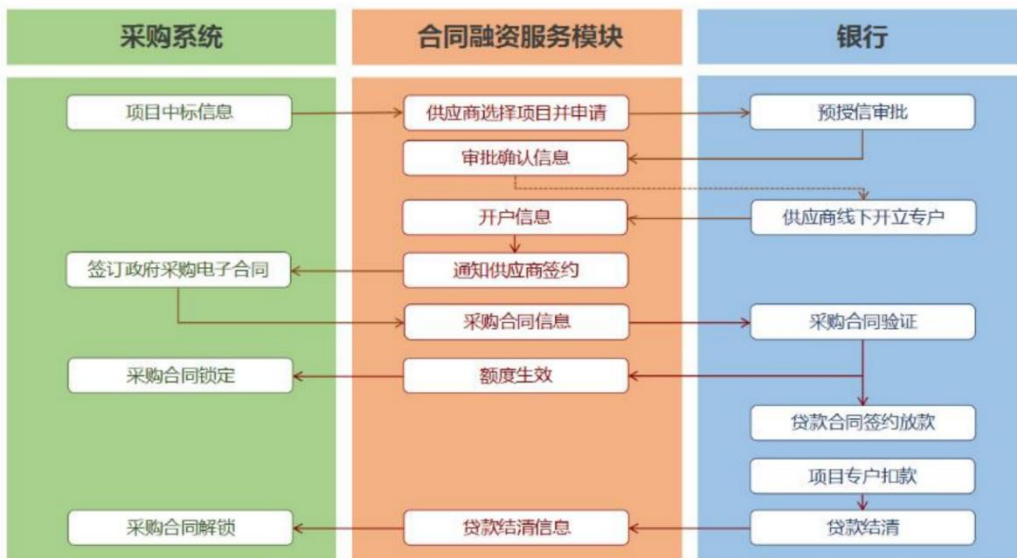 采购系统
合同融资服务模块
银行
项目中标信息
供应商选择项目并申请
预授信审批
审批确认信息
开户信息
供应商线下开立专户
签订政府采购电子合同
通知供应商签约
采购合同信息
采购合同验证
采购合同锁定
额度生效
贷款合同签约放款
项目专户扣款
采购合同解锁
贷款结清信息
贷款结清